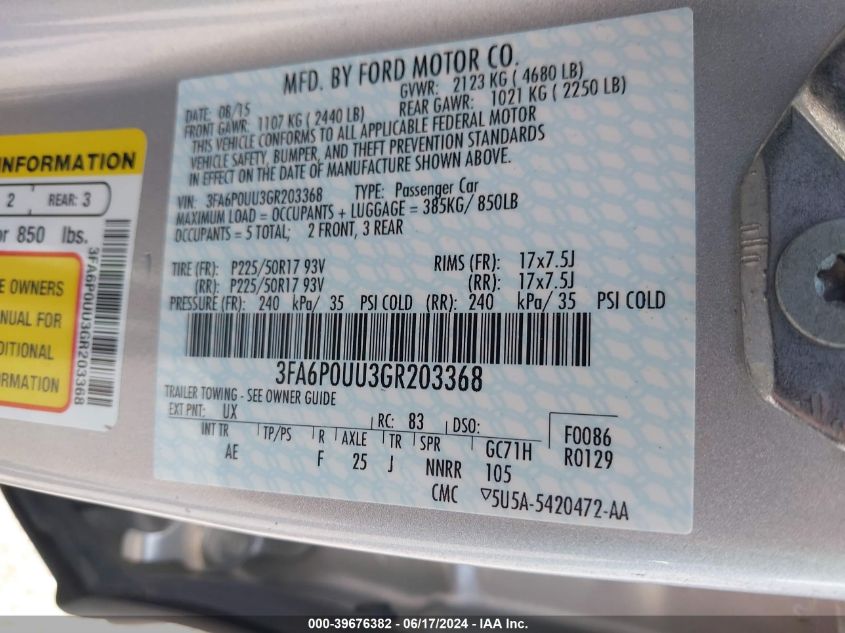 MFD. BY FORD MOTOR CO.
DATE: 08/15 GVWR: 2123 KG ( 4680 LB)
FRONT GAWR: 1107 KG ( 2440 LB) REAR GAWR: 1021 KG ( 2250 LB)
THIS VEHICLE CONFORMS TO ALL APPLICABLE FEDERAL MOTOR
VEHICLE SAFETY, BUMPER, AND THEFT PREVENTION STANDARDS
IN EFFECT ON THE DATE OF MANUFACTURE SHOWN ABOVE.
VIN: 3FA6P0UU3GR203368 TYPE: Passenger Car
MAXIMUM LOAD = OCCUPANTS + LUGGAGE = 385KG/ 850LB
OCCUPANTS = 5 TOTAL; 2 FRONT, 3 REAR
TIRE (FR): P225/50R17 93V RIMS (FR): 17x7.5J
(RR): P225/50R17 93V (RR): 17x7.5J
PRESSURE (FR): 240 kPa/ 35 PSI COLD (RR): 240 kPa/ 35 PSI COLD
3FA6P0UU3GR203368
TRAILER TOWING - SEE OWNER GUIDE
EXT PNT: UX RC: 83 DSO: F0086
INT TR TP/PS R AXLE TR SPR GC71H R0129
AE F 25 J NNRR 105
CMC ▽5U5A-5420472-AA
INFORMATION
2 REAR: 3
or 850 lbs.
E OWNERS
ANUAL FOR
DITIONAL
ORMATION
3FA6P0UU3GR203368
000-39676382 - 06/17/2024 - IAA Inc.